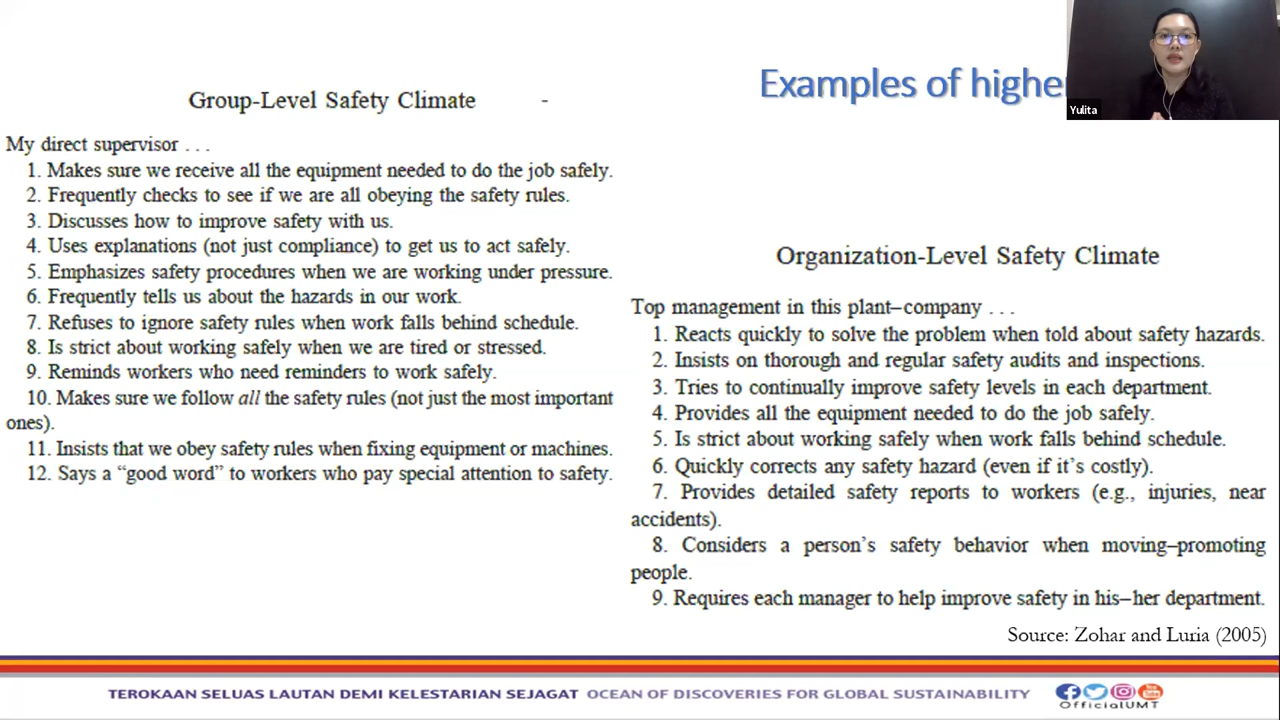 Examples of highe
Yulita
Group-Level Safety Climate -
My direct supervisor . . .
1. Makes sure we receive all the equipment needed to do the job safely.
2. Frequently checks to see if we are all obeying the safety rules.
3. Discusses how to improve safety with us.
4. Uses explanations (not just compliance) to get us to act safely.
5. Emphasizes safety procedures when we are working under pressure.
6. Frequently tells us about the hazards in our work.
7. Refuses to ignore safety rules when work falls behind schedule.
8. Is strict about working safely when we are tired or stressed.
9. Reminds workers who need reminders to work safely.
10. Makes sure we follow all the safety rules (not just the most important
ones).
11. Insists that we obey safety rules when fixing equipment or machines.
12. Says a “good word” to workers who pay special attention to safety.
Organization-Level Safety Climate
Top management in this plant–company . . .
1. Reacts quickly to solve the problem when told about safety hazards.
2. Insists on thorough and regular safety audits and inspections.
3. Tries to continually improve safety levels in each department.
4. Provides all the equipment needed to do the job safely.
5. Is strict about working safely when work falls behind schedule.
6. Quickly corrects any safety hazard (even if it’s costly).
7. Provides detailed safety reports to workers (e.g., injuries, near
accidents).
8. Considers a person’s safety behavior when moving–promoting
people.
9. Requires each manager to help improve safety in his–her department.
Source: Zohar and Luria (2005)
TEROKAAN SELUAS LAUTAN DEMI KELESTARIAN SEJAGAT OCEAN OF DISCOVERIES FOR GLOBAL SUSTAINABILITY
OfficialUMT